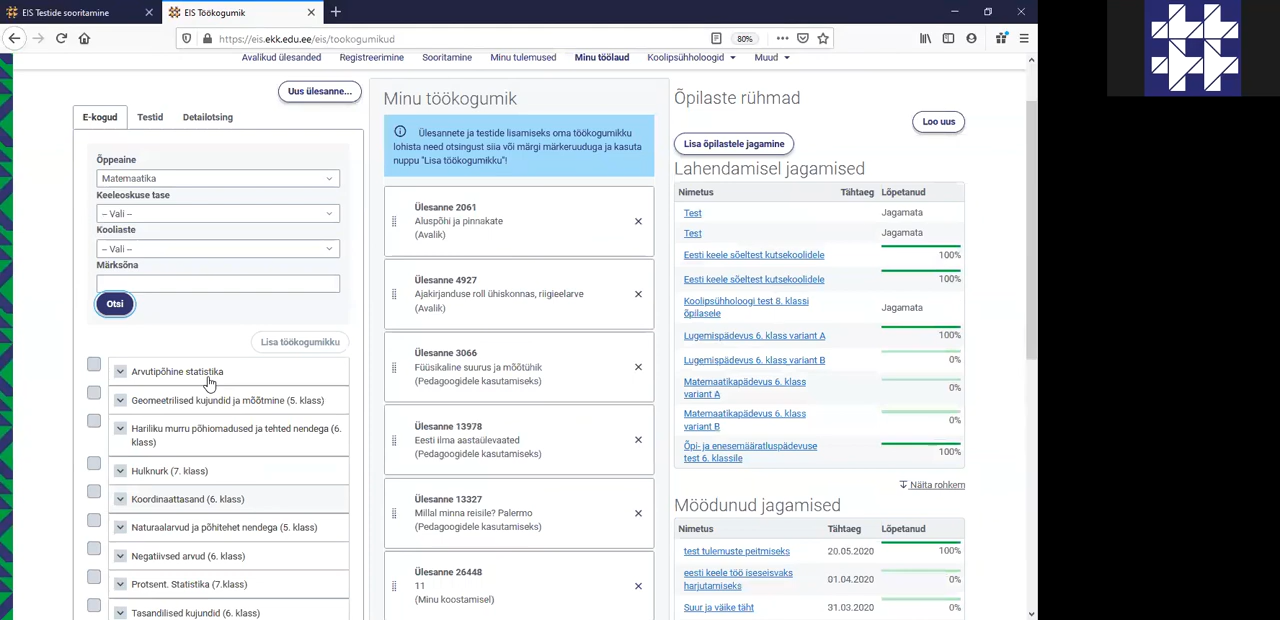 EIS Testide sooritamine
EIS Töökogumik
https://eis.ekk.edu.ee/eis/tookogumikud
80%
Avalikud ülesanded
Registreerimine
Sooritamine
Minu tulemused
Minu töölaud
Koolipsühholoogid
Muud
Uus ülesanne...
E-kogud
Testid
Detailotsing
Õppeaine
Matemaatika
Keeleoskuse tase
-- Vali --
Kooliaste
-- Vali --
Märksõna
Otsi
Lisa töökogumikku
Arvutipõhine statistika
Geomeetrilised kujundid ja mõõtmine (5. klass)
Hariliku murru põhiomadused ja tehted nendega (6.
klass)
Hulknurk (7. klass)
Koordinaattasand (6. klass)
Naturaalarvud ja põhitehet nendega (5. klass)
Negatiivsed arvud (6. klass)
Protsent. Statistika (7.klass)
Tasandilised kujundid (6. klass)
Minu töökogumik
Ülesannete ja testide lisamiseks oma töökogumikku
lohista need otsingust siia või märgi märkeruuduga ja kasuta
nuppu "Lisa töökogumikku"!
Ülesanne 2061
Aluspõhi ja pinnakate
(Avalik)
Ülesanne 4927
Ajakirjanduse roll ühiskonnas, riigieelarve
(Avalik)
Ülesanne 3066
Füüsikaline suurus ja mõõtühik
(Pedagoogidele kasutamiseks)
Ülesanne 13978
Eesti ilma aastaülevaated
(Pedagoogidele kasutamiseks)
Ülesanne 13327
Millal minna reisile? Palermo
(Pedagoogidele kasutamiseks)
Ülesanne 26448
11
(Minu koostamisel)
Õpilaste rühmad
Loo uus
Lisa õpilastele jagamine
Lahendamisel jagamised
Nimetus Tähtaeg Lõpetanud
Test Jagamata
Test Jagamata
Eesti keele sõeltest kutsekoolidele 100%
Eesti keele sõeltest kutsekoolidele 100%
Koolipsühholoogi test 8. klassi
õpilasele Jagamata
Lugemispädevus 6. klass variant A 100%
Lugemispädevus 6. klass variant B 0%
Matemaatikapädevus 6. klass
variant A 0%
Matemaatikapädevus 6. klass
variant B 0%
Õpi- ja enesemääratluspädevuse
test 6. klassile 100%
Näita rohkem
Möödunud jagamised
Nimetus Tähtaeg Lõpetanud
test tulemuste peitmiseks 20.05.2020 100%
eesti keele töö iseseisvaks
harjutamiseks 01.04.2020 0%
Suur ja väike täht 31.03.2020 0%